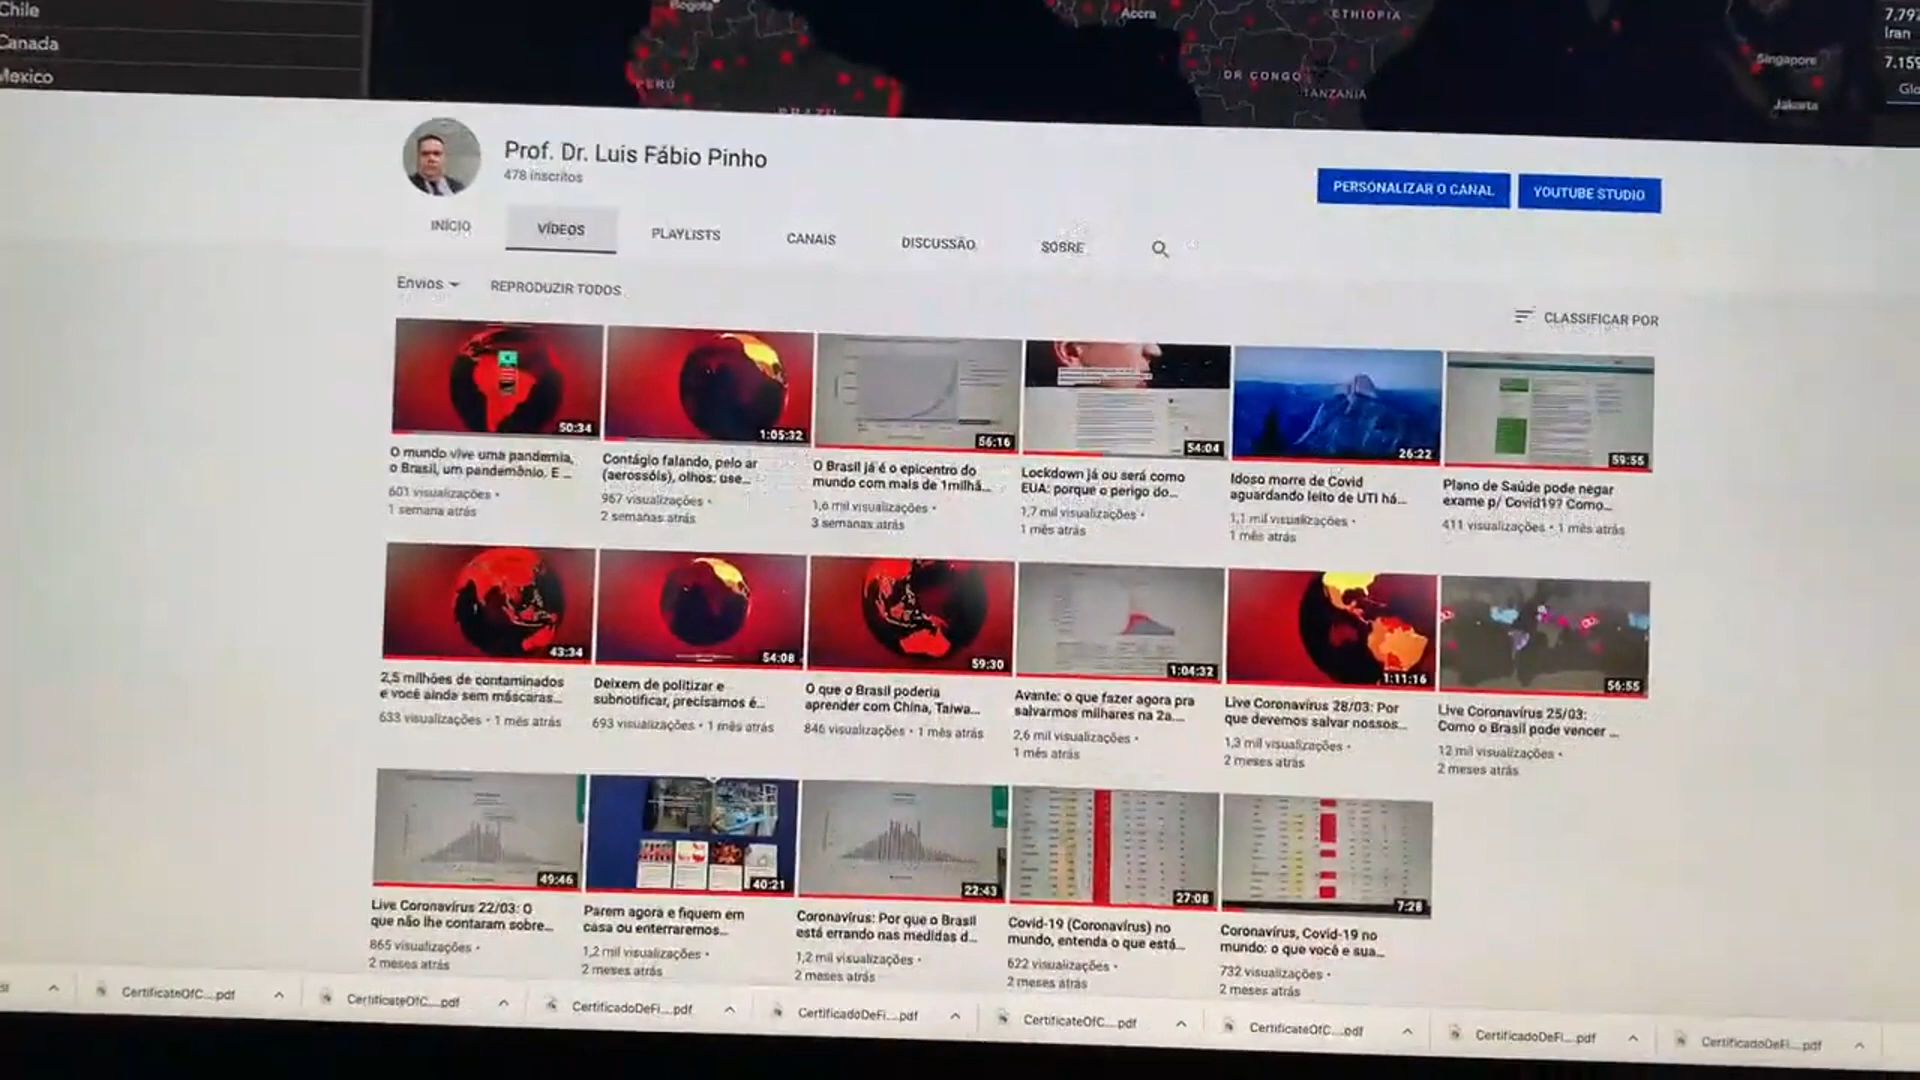 Chile
Canada
Mexico
Bogota
PERÚ
BRAZIL
Accra
ETHIOPIA
DR CONGO
TANZANIA
Singapore
Jakarta
Iran
Prof. Dr. Luis Fábio Pinho
478 inscritos
PERSONALIZAR O CANAL
YOUTUBE STUDIO
INÍCIO
VÍDEOS
PLAYLISTS
CANAIS
DISCUSSÃO
SOBRE
Envios
REPRODUZIR TODOS
CLASSIFICAR POR
50:34
1:05:32
56:16
54:04
26:22
59:55
O mundo vive uma pandemia,
o Brasil, um pandemônio. E ...
601 visualizações •
1 semana atrás
Contágio falando, pelo ar
(aerossóis), olhos: use...
967 visualizações •
2 semanas atrás
O Brasil já é o epicentro do
mundo com mais de 1milhã...
1,6 mil visualizações •
3 semanas atrás
Lockdown já ou será como
EUA: porque o perigo do...
1,7 mil visualizações •
1 mês atrás
Idoso morre de Covid
aguardando leito de UTI há...
1,1 mil visualizações •
1 mês atrás
Plano de Saúde pode negar
exame p/ Covid19? Como...
411 visualizações • 1 mês atrás
43:34
54:08
59:30
1:04:32
1:11:16
56:55
2,5 milhões de contaminados
e você ainda sem máscaras...
633 visualizações • 1 mês atrás
Deixem de politizar e
subnotificar, precisamos é...
693 visualizações • 1 mês atrás
O que o Brasil poderia
aprender com China, Taiwa...
846 visualizações • 1 mês atrás
Avante: o que fazer agora pra
salvarmos milhares na 2a....
2,6 mil visualizações •
1 mês atrás
Live Coronavírus 28/03: Por
que devemos salvar nossos...
1,3 mil visualizações •
2 meses atrás
Live Coronavírus 25/03:
Como o Brasil pode vencer ...
12 mil visualizações •
2 meses atrás
49:46
40:21
22:43
27:08
7:28
Live Coronavírus 22/03: O
que não lhe contaram sobre...
865 visualizações •
2 meses atrás
Parem agora e fiquem em
casa ou enterraremos...
1,2 mil visualizações •
2 meses atrás
Coronavírus: Por que o Brasil
está errando nas medidas d...
1,2 mil visualizações •
2 meses atrás
Covid-19 (Coronavírus) no
mundo, entenda o que está...
622 visualizações •
2 meses atrás
Coronavírus, Covid-19 no
mundo: o que você e sua...
732 visualizações •
2 meses atrás
CertificateOfC....pdf
CertificateOfC....pdf
CertificadoDeFi....pdf
CertificadoDeFi....pdf
CertificateOfC....pdf
CertificateOfC....pdf
CertificadoDeFi....pdf
CertificadoDeFi....pdf